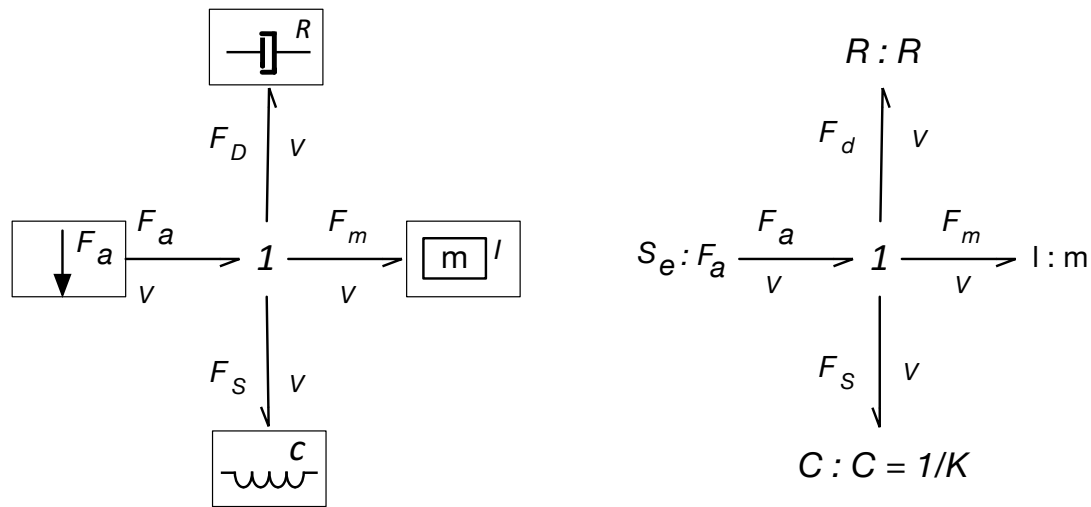 R
F_D V
F_a
F_a
V
1
F_m
V
m I
F_S V
C
R : R
F_d V
S_e : F_a
F_a
V
1
F_m
V
I : m
F_S V
C : C = 1/K